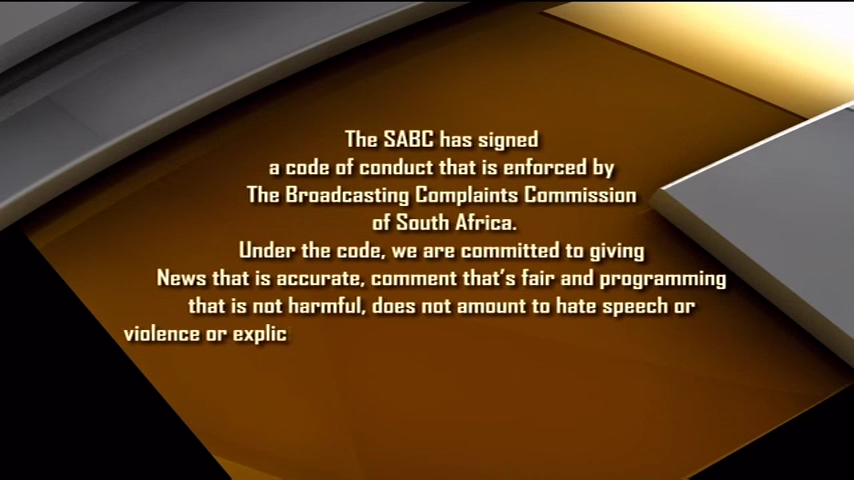 The SABC has signed
a code of conduct that is enforced by
The Broadcasting Complaints Commission
of South Africa.
Under the code, we are committed to giving
News that is accurate, comment that's fair and programming
that is not harmful, does not amount to hate speech or
violence or explic